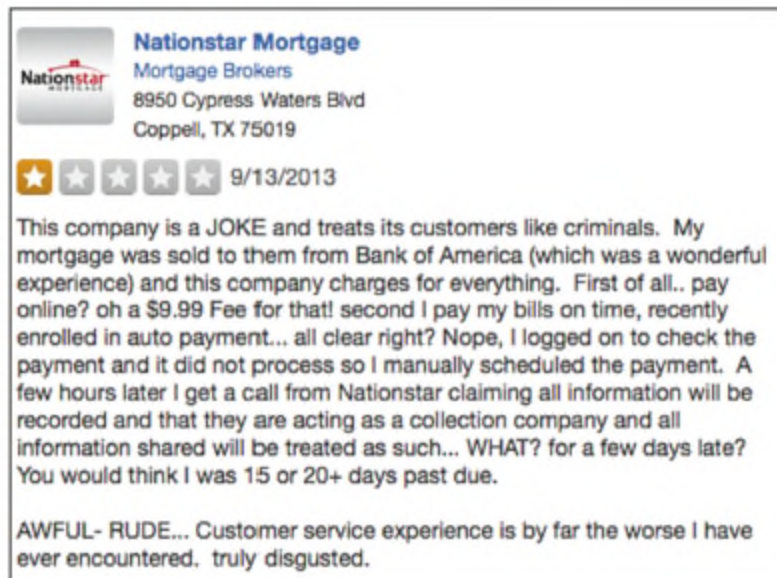 Nationstar
MORTGAGE
Nationstar Mortgage
Mortgage Brokers
8950 Cypress Waters Blvd
Coppell, TX 75019
9/13/2013
This company is a JOKE and treats its customers like criminals.  My
mortgage was sold to them from Bank of America (which was a wonderful
experience) and this company charges for everything.  First of all.. pay
online? oh a $9.99 Fee for that! second I pay my bills on time, recently
enrolled in auto payment... all clear right? Nope, I logged on to check the
payment and it did not process so I manually scheduled the payment.  A
few hours later I get a call from Nationstar claiming all information will be
recorded and that they are acting as a collection company and all
information shared will be treated as such... WHAT? for a few days late?
You would think I was 15 or 20+ days past due.
AWFUL- RUDE... Customer service experience is by far the worse I have
ever encountered.  truly disgusted.